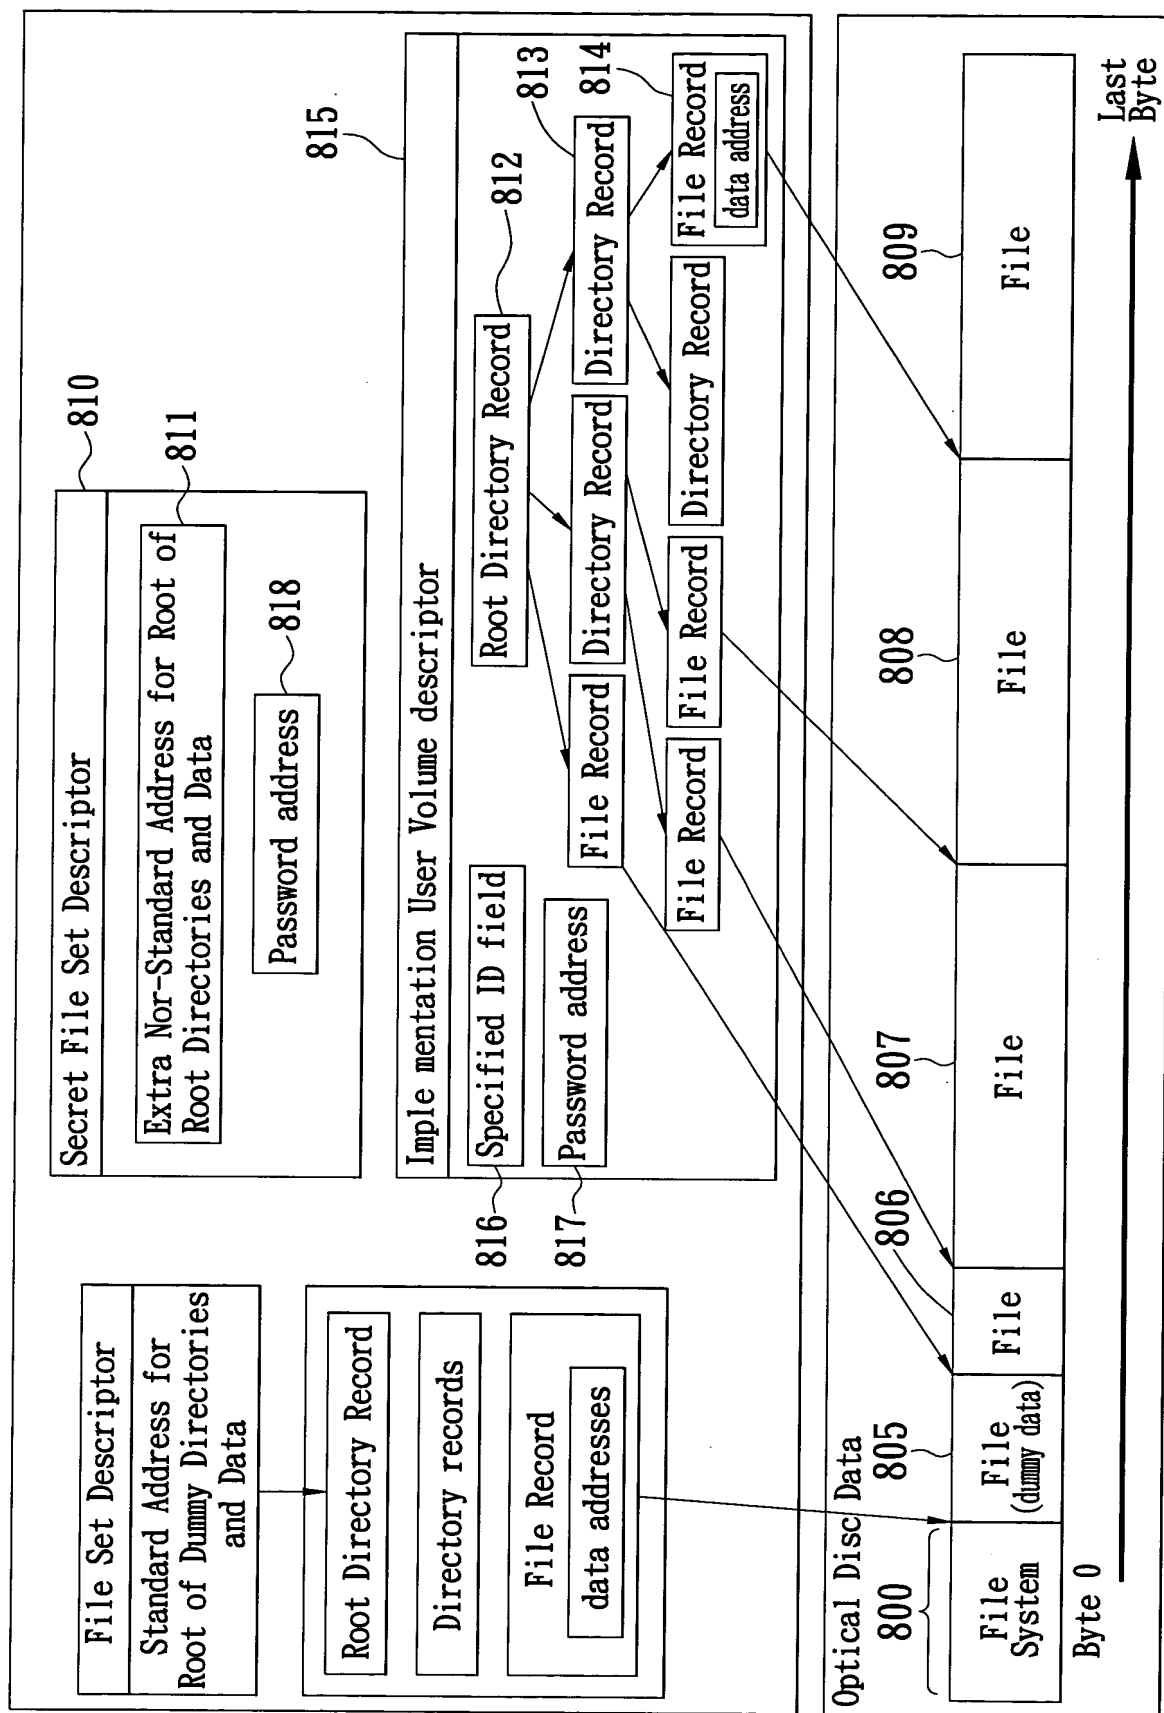 File Set Descriptor
Standard Address for
Root of Dummy Directories
and Data
Root Directory Record
Directory records
File Record
data addresses
Secret File Set Descriptor
810
Extra Nor-Standard Address for Root of
Root Directories and Data
811
Password address
818
Imple mentation User Volume descriptor
815
Specified ID field
816
Password address
817
Root Directory Record
812
File Record
Directory Record
Directory Record
813
File Record
File Record
Directory Record
File Record
data address
814
Optical Disc Data
800
805
806
807
808
809
File
System
File
(dummy data)
File
File
File
File
Byte 0
Last
Byte